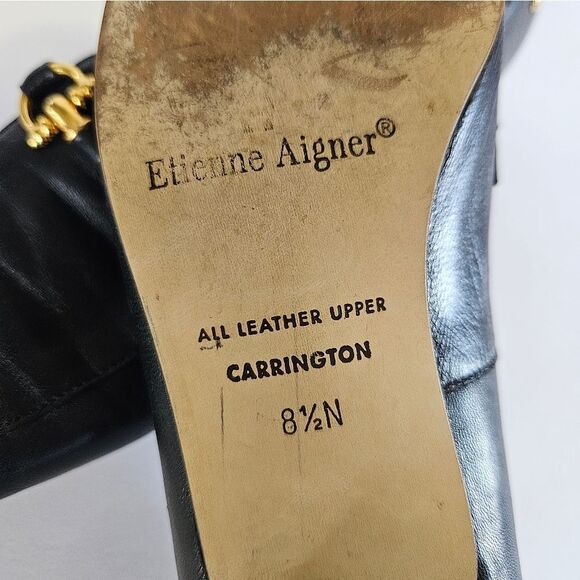 Etienne Aigner®
ALL LEATHER UPPER
CARRINGTON
8½N